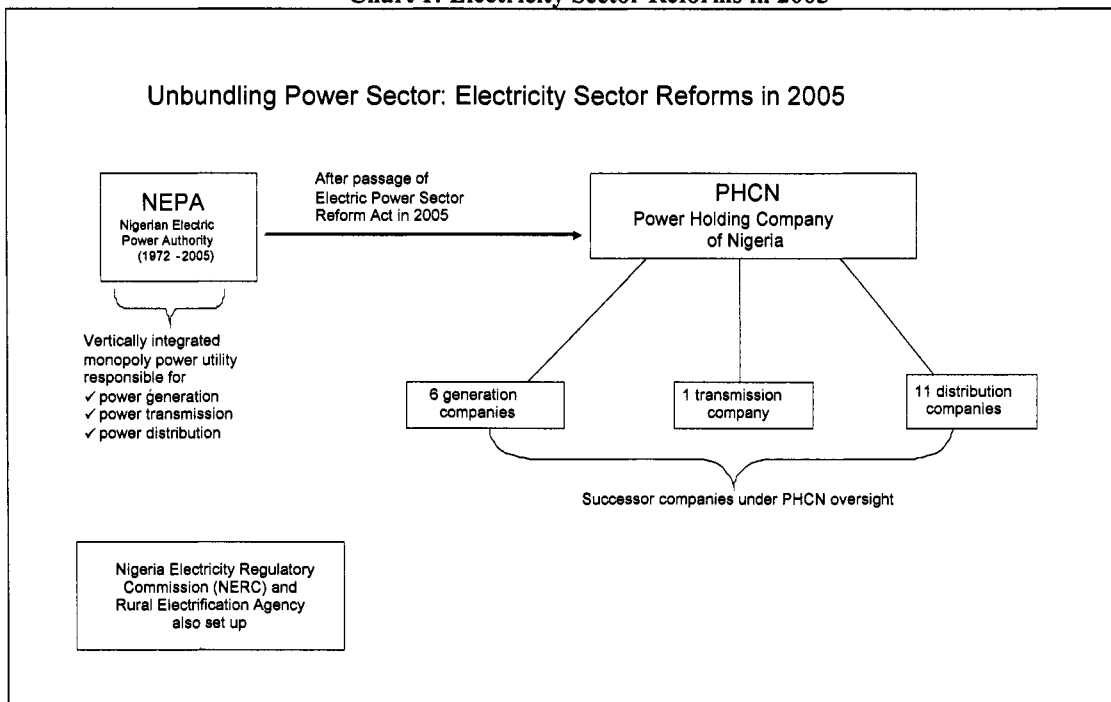 Chart 1: Electricity Sector Reforms in 2005
Unbundling Power Sector: Electricity Sector Reforms in 2005
NEPA
Nigerian Electric
Power Authority
(1972 -2005)
After passage of
Electric Power Sector
Reform Act in 2005
PHCN
Power Holding Company
of Nigeria
Vertically integrated
monopoly power utility
responsible for
✓ power generation
✓ power transmission
✓ power distribution
6 generation
companies
1 transmission
company
11 distribution
companies
Successor companies under PHCN oversight
Nigeria Electricity Regulatory
Commission (NERC) and
Rural Electrification Agency
also set up